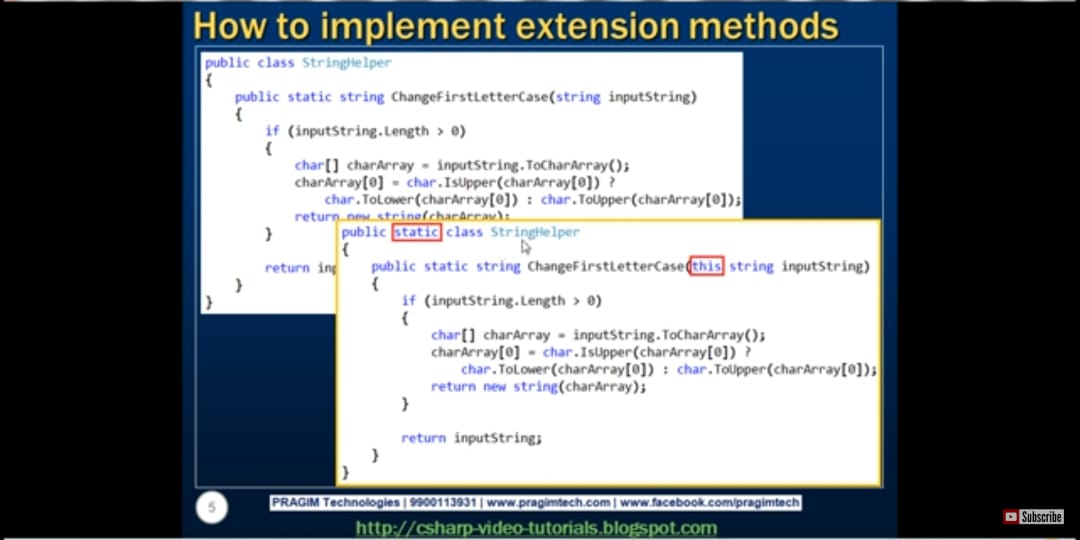 How to implement extension methods
public class StringHelper
{
public static string ChangeFirstLetterCase(string inputString)
{
if (inputString.Length > 0)
{
char[] charArray = inputString.ToCharArray();
charArray[0] = char.IsUpper(charArray[0]) ?
char.ToLower(charArray[0]) : char.ToUpper(charArray[0]);
return new string(charArray);
}
return
}
}
public static class StringHelper
{
public static string ChangeFirstLetterCase(this string inputString)
{
if (inputString.Length > 0)
{
char[] charArray = inputString.ToCharArray();
charArray[0] = char.IsUpper(charArray[0]) ?
char.ToLower(charArray[0]) : char.ToUpper(charArray[0]);
return new string(charArray);
}
return inputString;
}
}
5
PRAGIM Technologies | 9900113931 | www.pragimtech.com | www.facebook.com/pragimtech
http://csharp-video-tutorials.blogspot.com
Subscribe